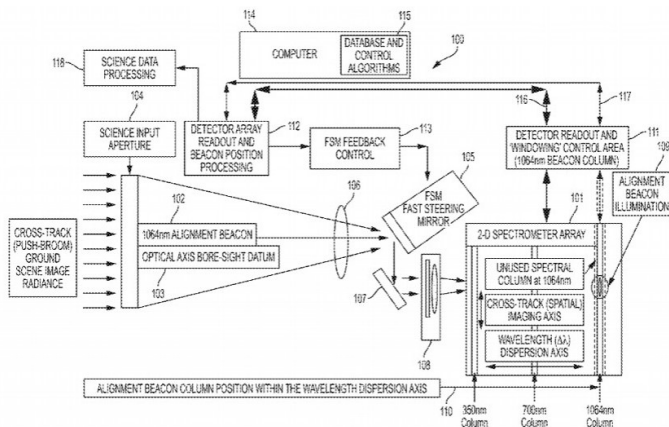 114
COMPUTER
115
DATABASE AND
CONTROL
ALGORITHMS
100
118
SCIENCE DATA
PROCESSING
104
SCIENCE INPUT
APERTURE
DETECTOR ARRAY
READOUT AND
BEACON POSITION
PROCESSING
112
FSM FEEDBACK
CONTROL
113
116
117
DETECTOR READOUT AND
'WINDOWING' CONTROL AREA
(1064nm BEACON COLUMN)
111
109
ALIGNMENT
BEACON
ILLUMINATION
105
FSM
FAST STEERING
MIRROR
106
101
CROSS-TRACK
(PUSH-BROOM)
GROUND
SCENE IMAGE
RADIANCE
102
1064nm ALIGNMENT BEACON
OPTICAL AXIS BORE-SIGHT DATUM
103
107
108
2-D SPECTROMETER ARRAY
UNUSED SPECTRAL
COLUMN at 1064nm
CROSS-TRACK (SPATIAL)
IMAGING AXIS
WAVELENGTH (Δλ)
DISPERSION AXIS
ALIGNMENT BEACON COLUMN POSITION WITHIN THE WAVELENGTH DISPERSION AXIS
110
350nm
Column
700nm
Column
1064nm
Column